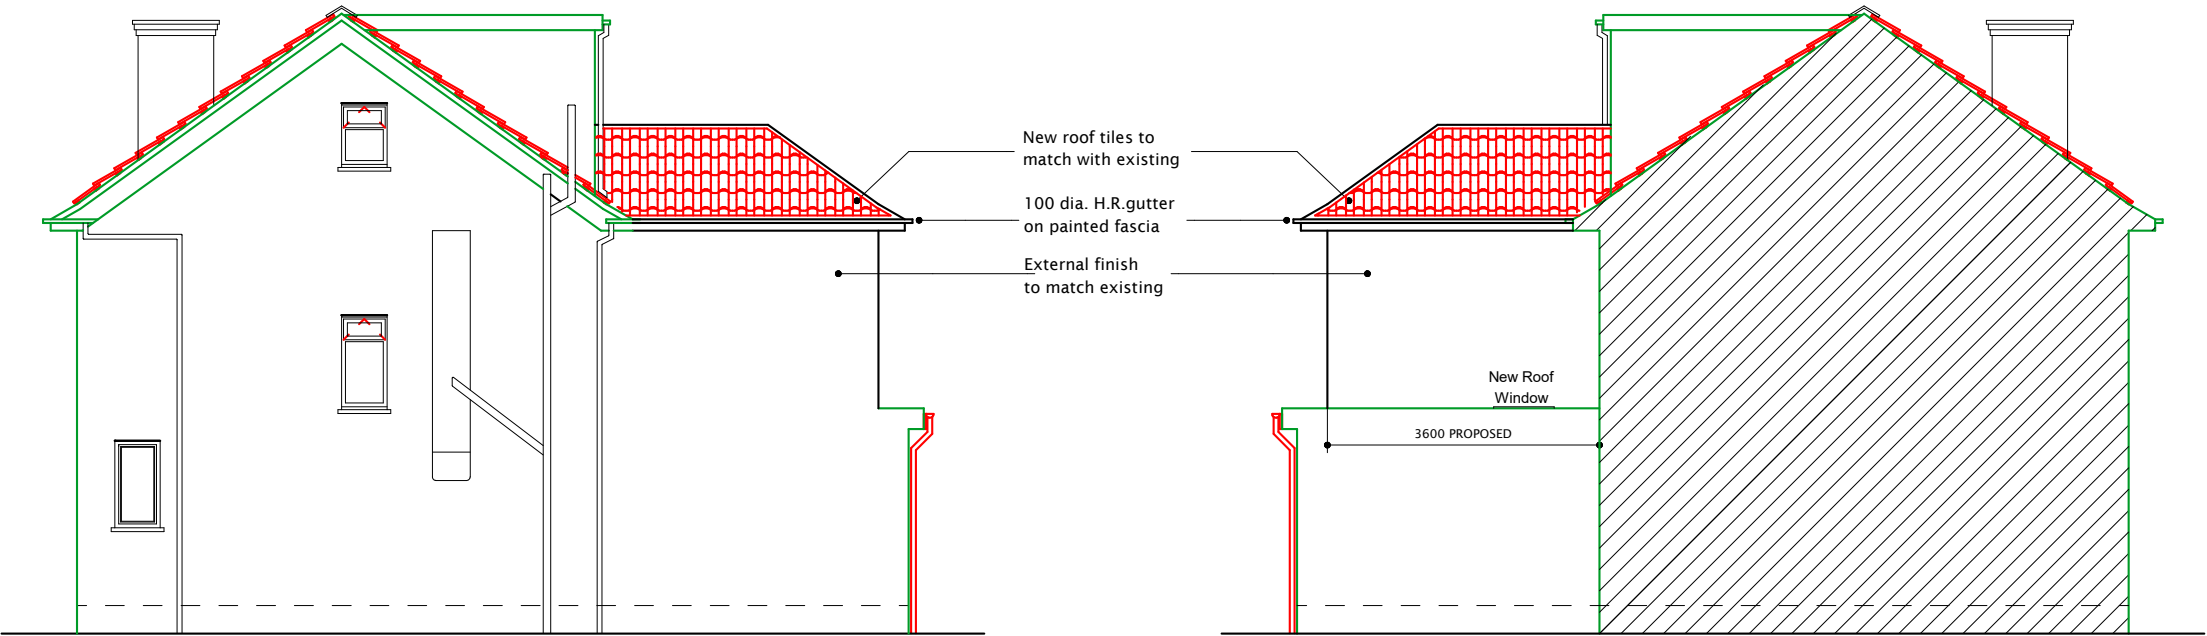 New roof tiles to
match with existing
100 dia. H.R.gutter
on painted fascia
External finish
to match existing
New Roof
Window
3600 PROPOSED